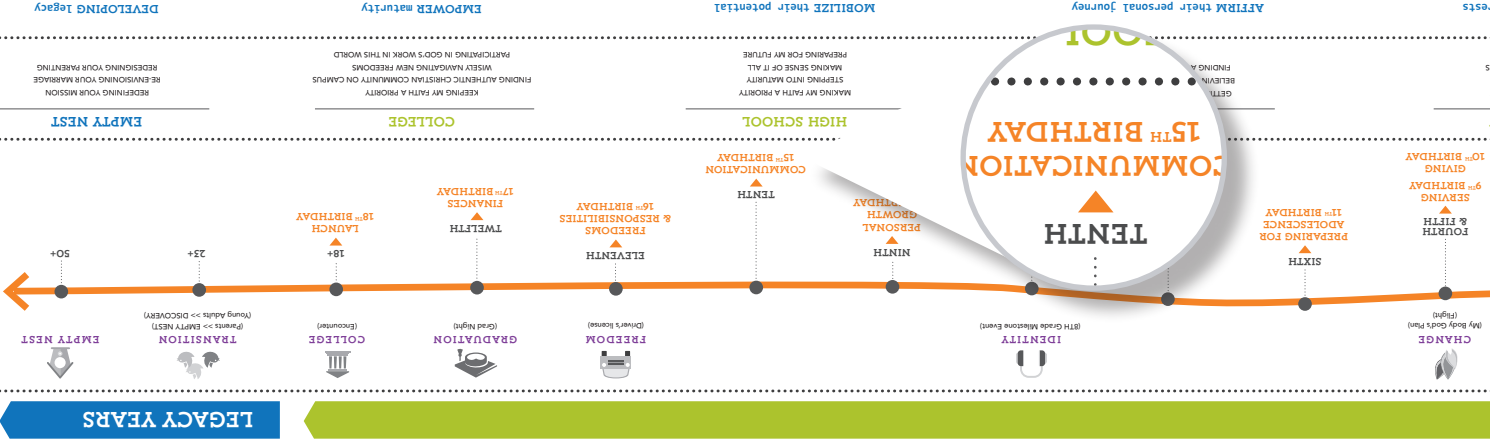 LEGACY YEARS
CHANGE
(My Body God's Plan)
(Flight)
IDENTITY
(8TH Grade Milestone Event)
FREEDOM
(Driver's license)
GRADUATION
(Grad Night)
COLLEGE
(Encounter)
TRANSITION
(Parents >> EMPTY NEST)
(Young Adults >> DISCOVERY)
EMPTY NEST
FOURTH
& FIFTH
SERVING
9TH BIRTHDAY
GIVING
10TH BIRTHDAY
SIXTH
PREPARING FOR
ADOLESCENCE
11TH BIRTHDAY
TENTH
COMMUNICATION
15TH BIRTHDAY
NINTH
PERSONAL
GROWTH
TENTH
COMMUNICATION
15TH BIRTHDAY
ELEVENTH
FREEDOMS
& RESPONSIBILITIES
16TH BIRTHDAY
TWELFTH
FINANCES
17TH BIRTHDAY
18+
LAUNCH
18TH BIRTHDAY
23+
50+
FINDING
HIGH SCHOOL
MAKING MY FAITH A PRIORITY
STEPPING INTO MATURITY
MAKING SENSE OF IT ALL
PREPARING FOR MY FUTURE
COLLEGE
KEEPING MY FAITH A PRIORITY
FINDING AUTHENTIC CHRISTIAN COMMUNITY ON CAMPUS
WISELY NAVIGATING NEW FREEDOMS
PARTICIPATING IN GOD'S WORK IN THIS WORLD
EMPTY NEST
REDEFINING YOUR MISSION
RE-VISIONING YOUR MARRIAGE
REDESIGNING YOUR PARENTING
AFFIRM their personal journey
MOBILIZE their potential
EMPOWER maturity
DEVELOPING legacy